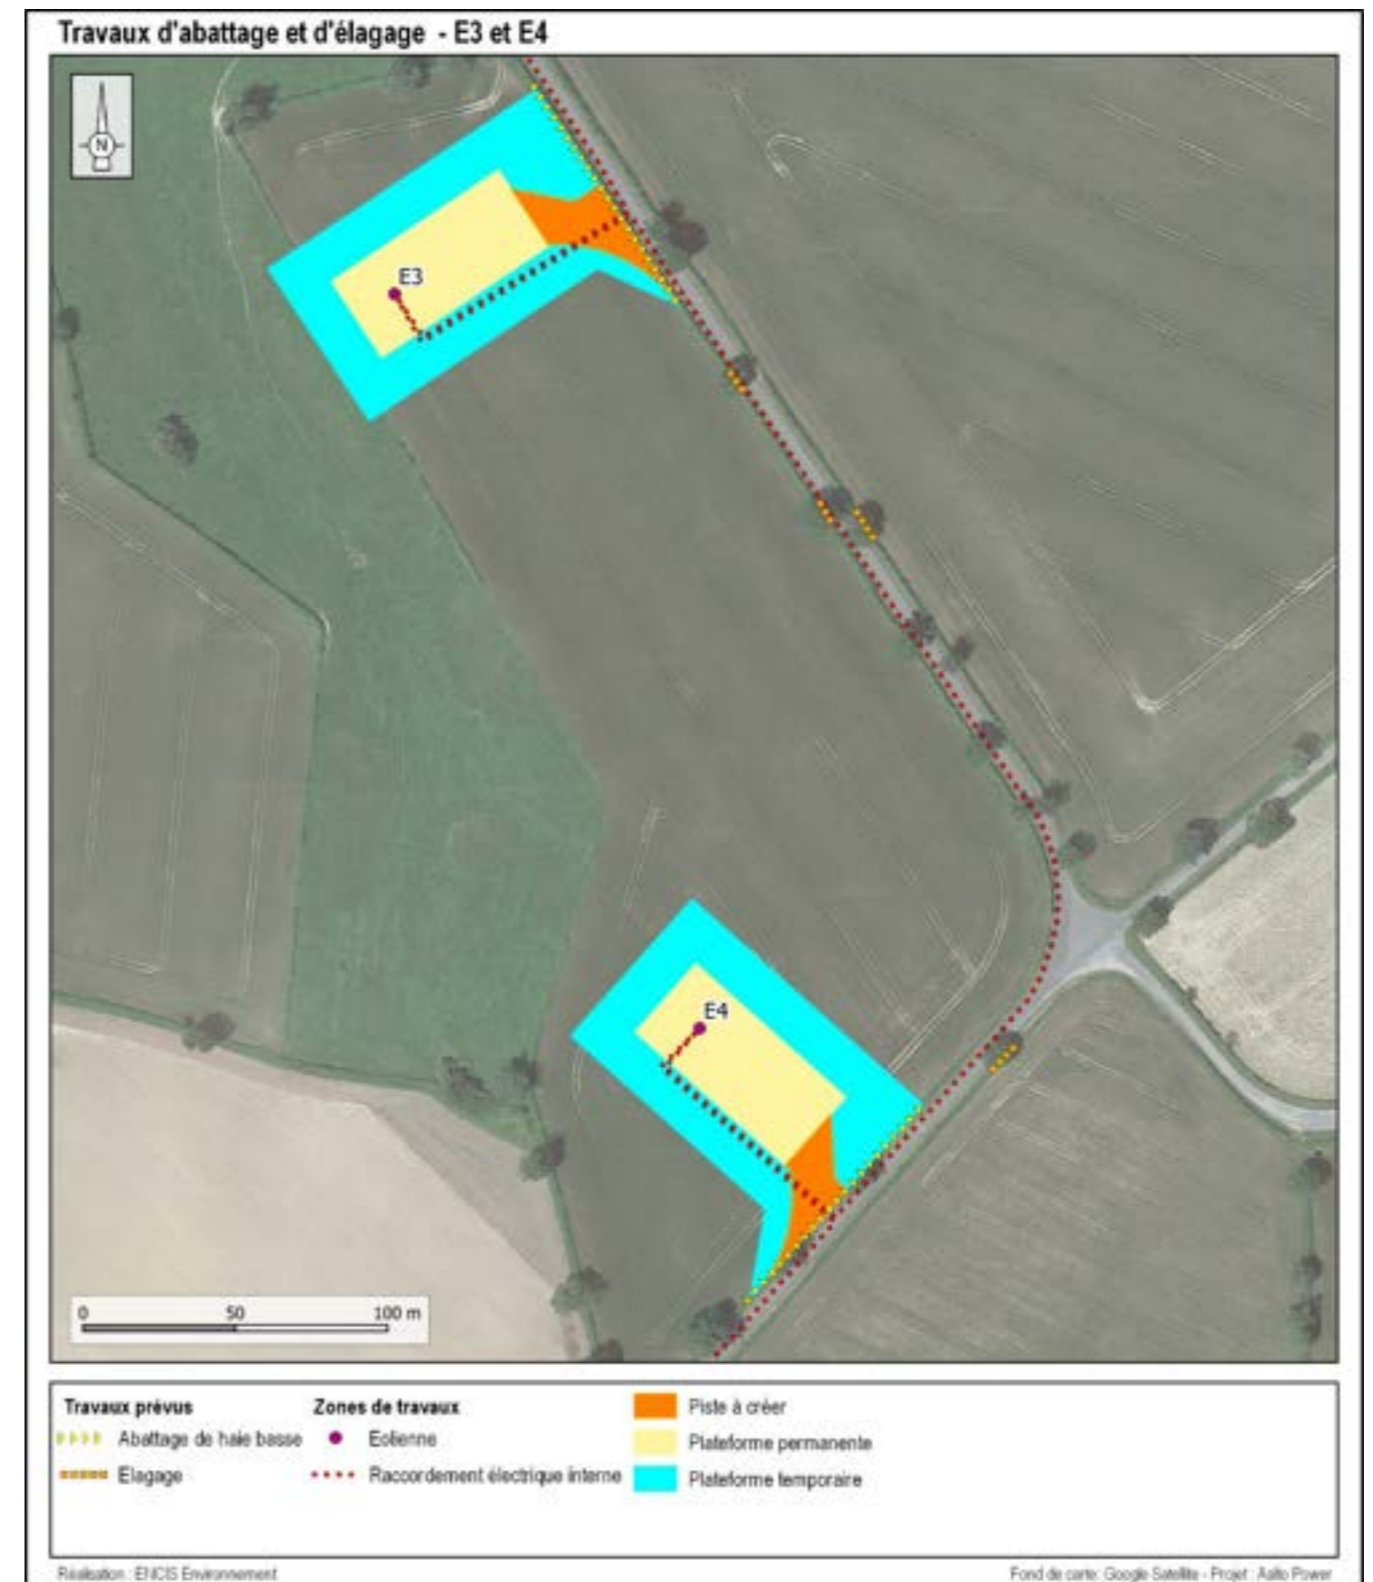 Travaux d'abattage et d'élagage - E3 et E4
N
E3
E4
0 50 100 m
Travaux prévus
Abattage de haie basse
Elagage
Zones de travaux
Eolienne
Raccordement électrique interne
Piste à créer
Plateforme permanente
Plateforme temporaire
Réalisation : ENCIS Environnement
Fond de carte: Google Satellite - Projet : Aalto Power